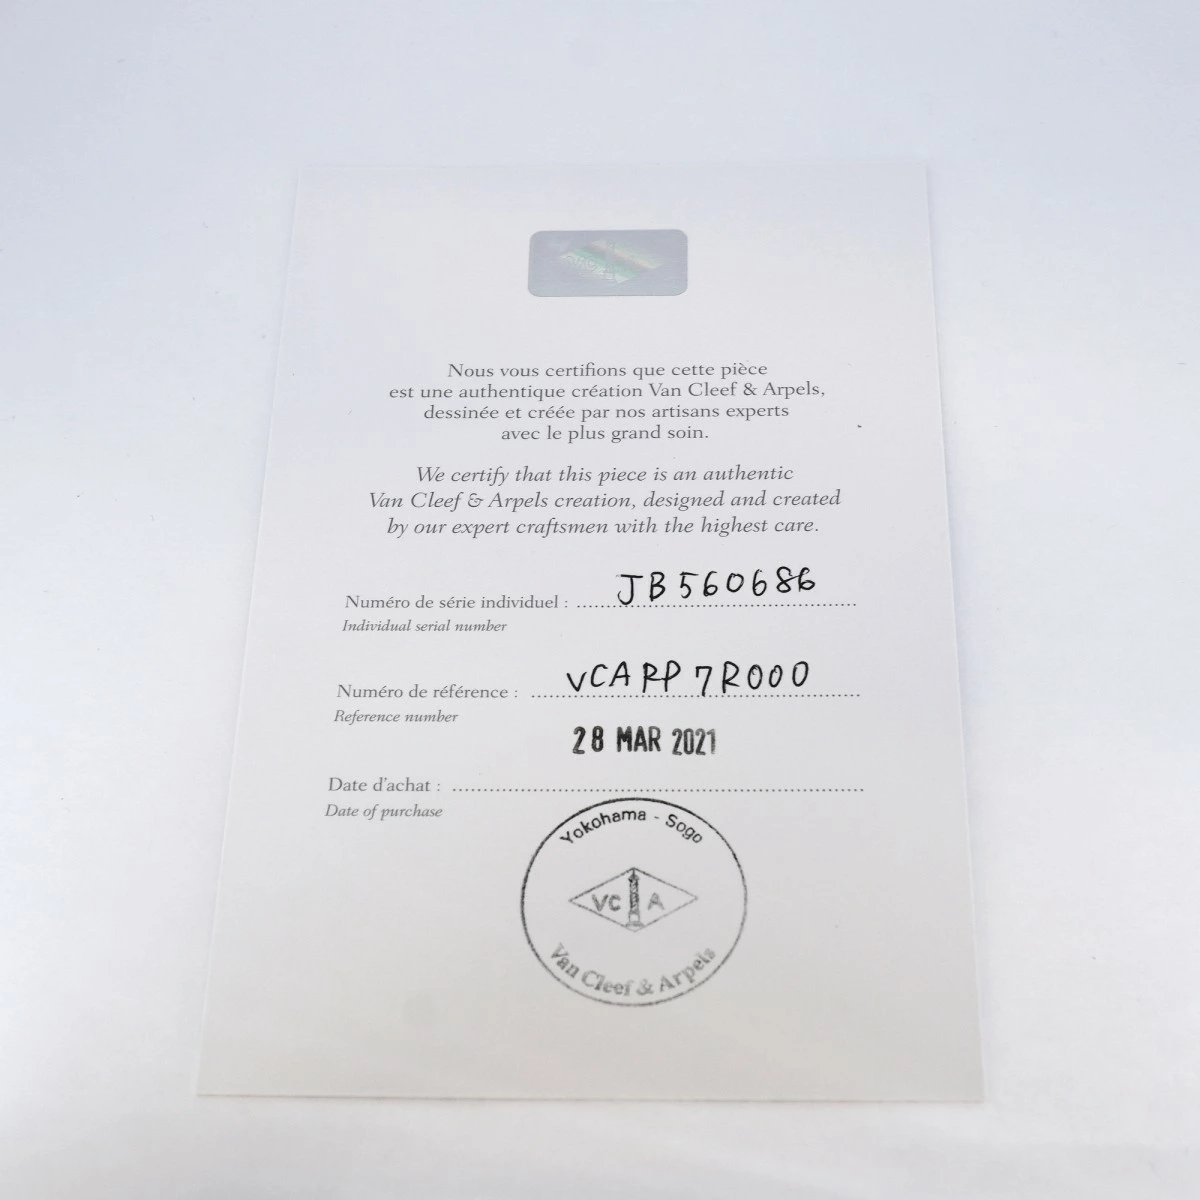 Nous vous certifions que cette pièce
est une authentique création Van Cleef & Arpels,
dessinée et créée par nos artisans experts
avec le plus grand soin.
We certify that this piece is an authentic
Van Cleef & Arpels creation, designed and created
by our expert craftsmen with the highest care.
Numéro de série individuel : JB560686
Individual serial number
Numéro de référence : VCARP7R000
Reference number
28 MAR 2021
Date d'achat :
Date of purchase
Yokohama - Sogo
VC A
Van Cleef & Arpels